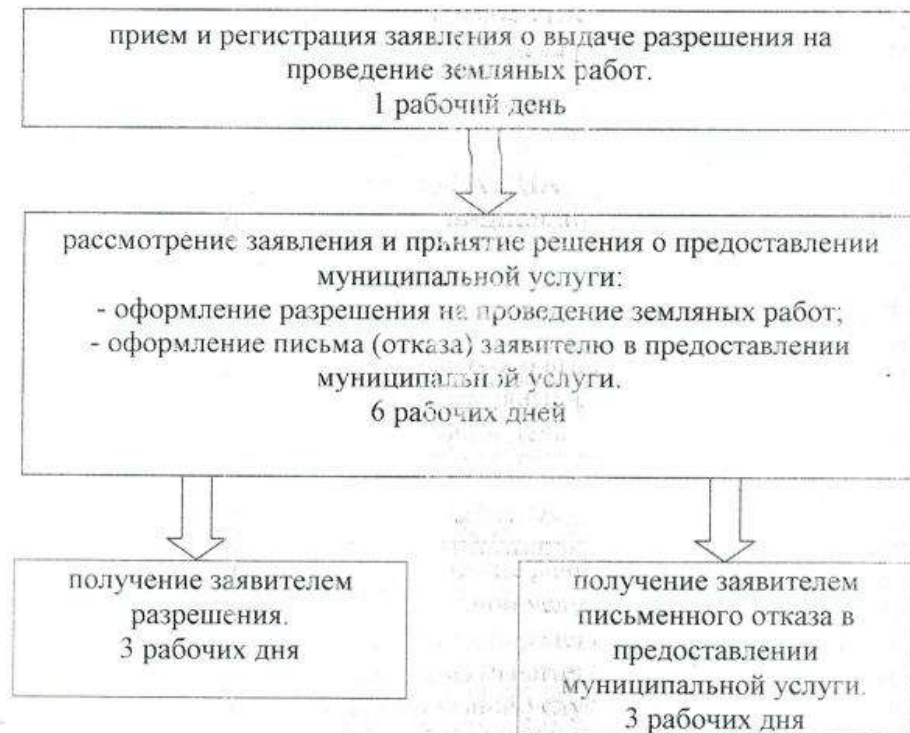 прием и регистрация заявления о выдаче разрешения на
проведение земляных работ.
1 рабочий день
рассмотрение заявления и принятие решения о предоставлении
муниципальной услуги:
- оформление разрешения на проведение земляных работ;
- оформление письма (отказа) заявителю в предоставлении
муниципальной услуги.
6 рабочих дней
получение заявителем
разрешения.
3 рабочих дня
получение заявителем
письменного отказа в
предоставлении
муниципальной услуги.
3 рабочих дня